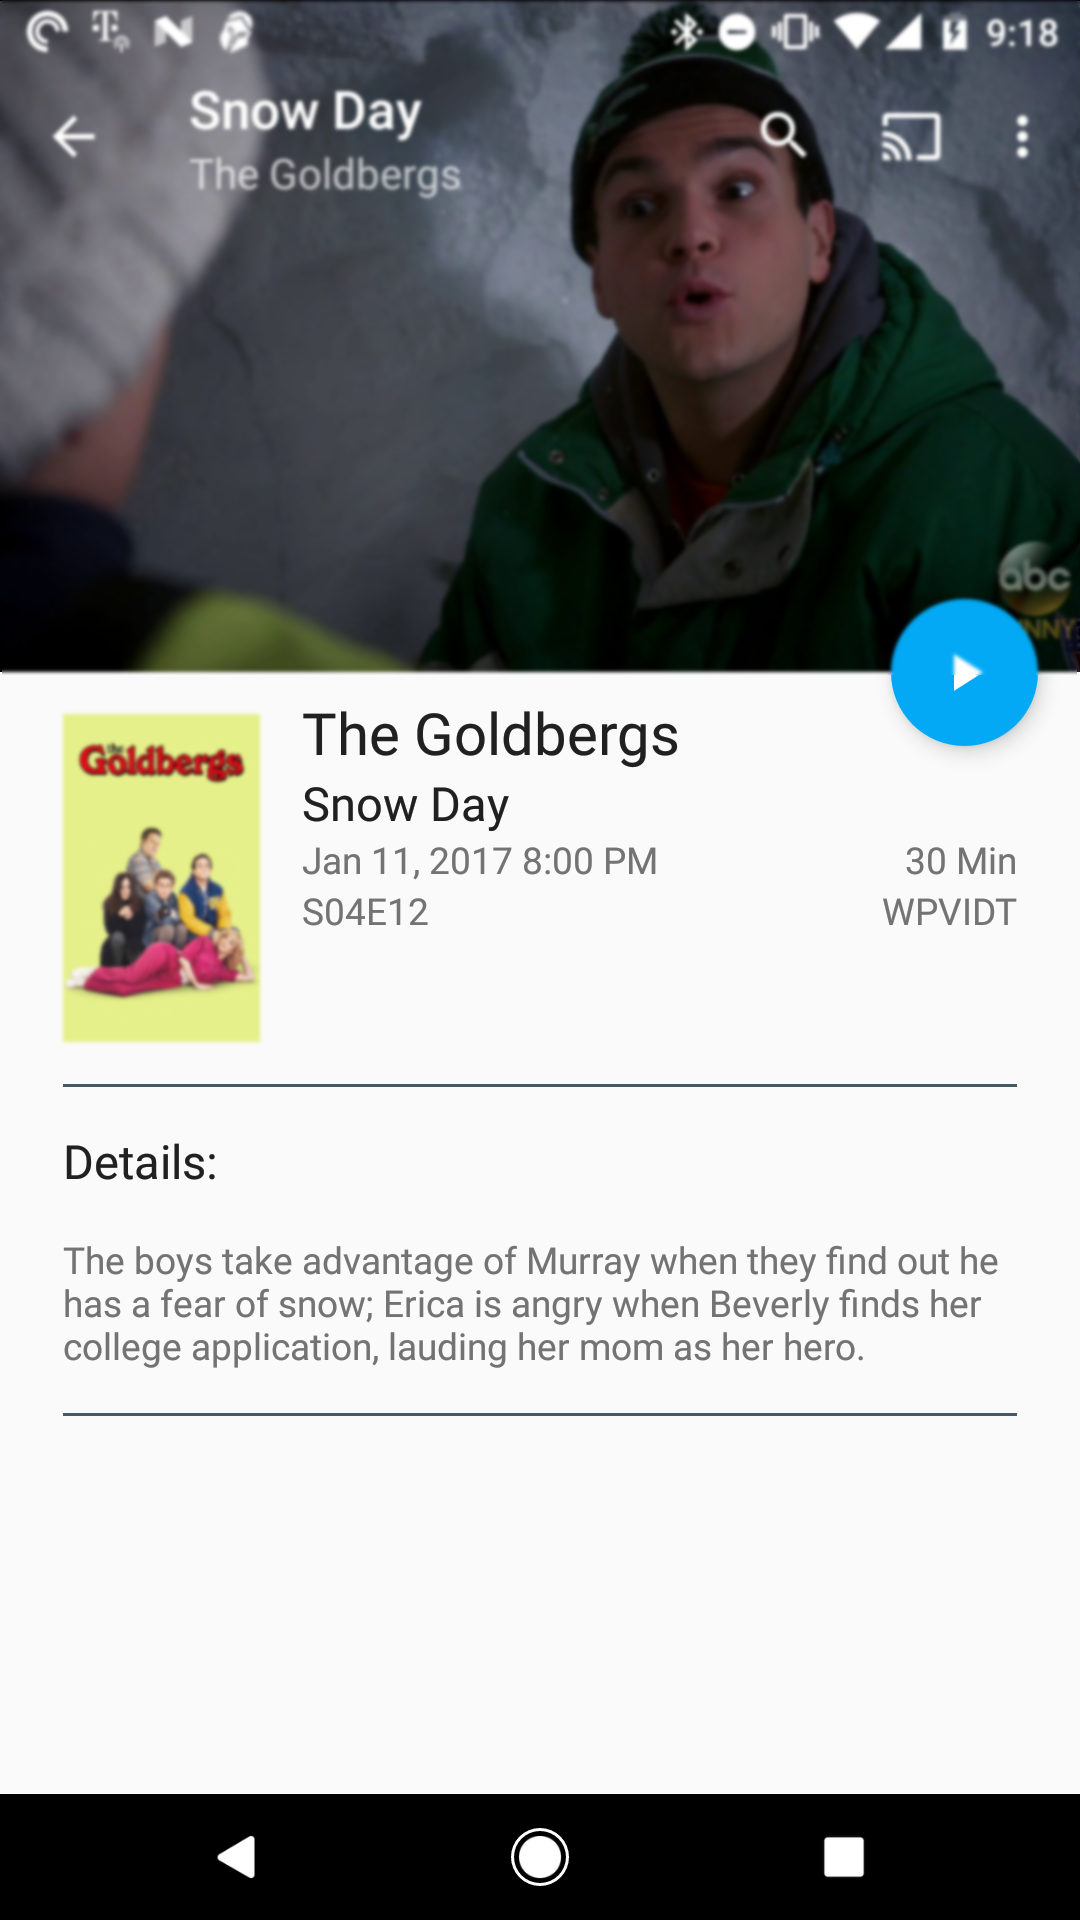 9:18
Snow Day
The Goldbergs
abc
the
Goldbergs
The Goldbergs
Snow Day
Jan 11, 2017 8:00 PM
30 Min
S04E12
WPVIDT
Details:
The boys take advantage of Murray when they find out he
has a fear of snow; Erica is angry when Beverly finds her
college application, lauding her mom as her hero.